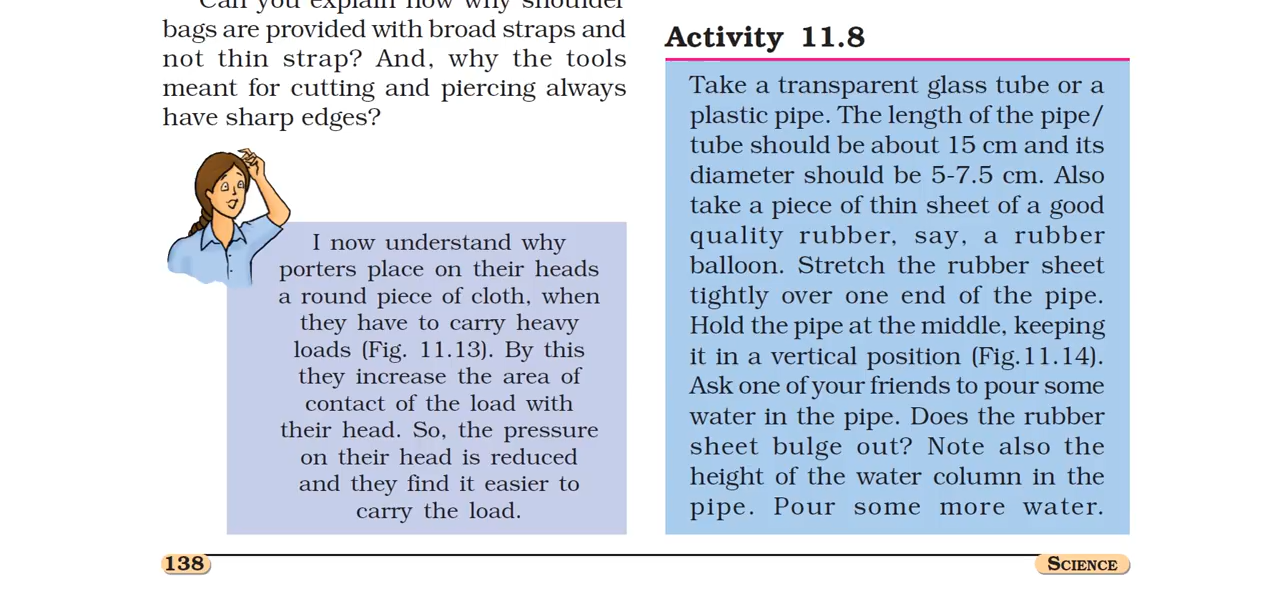 Can you explain now why shoulder
bags are provided with broad straps and
not thin strap? And, why the tools
meant for cutting and piercing always
have sharp edges?
I now understand why
porters place on their heads
a round piece of cloth, when
they have to carry heavy
loads (Fig. 11.13). By this
they increase the area of
contact of the load with
their head. So, the pressure
on their head is reduced
and they find it easier to
carry the load.
Activity 11.8
Take a transparent glass tube or a
plastic pipe. The length of the pipe/
tube should be about 15 cm and its
diameter should be 5-7.5 cm. Also
take a piece of thin sheet of a good
quality rubber, say, a rubber
balloon. Stretch the rubber sheet
tightly over one end of the pipe.
Hold the pipe at the middle, keeping
it in a vertical position (Fig.11.14).
Ask one of your friends to pour some
water in the pipe. Does the rubber
sheet bulge out? Note also the
height of the water column in the
pipe. Pour some more water.
138
SCIENCE